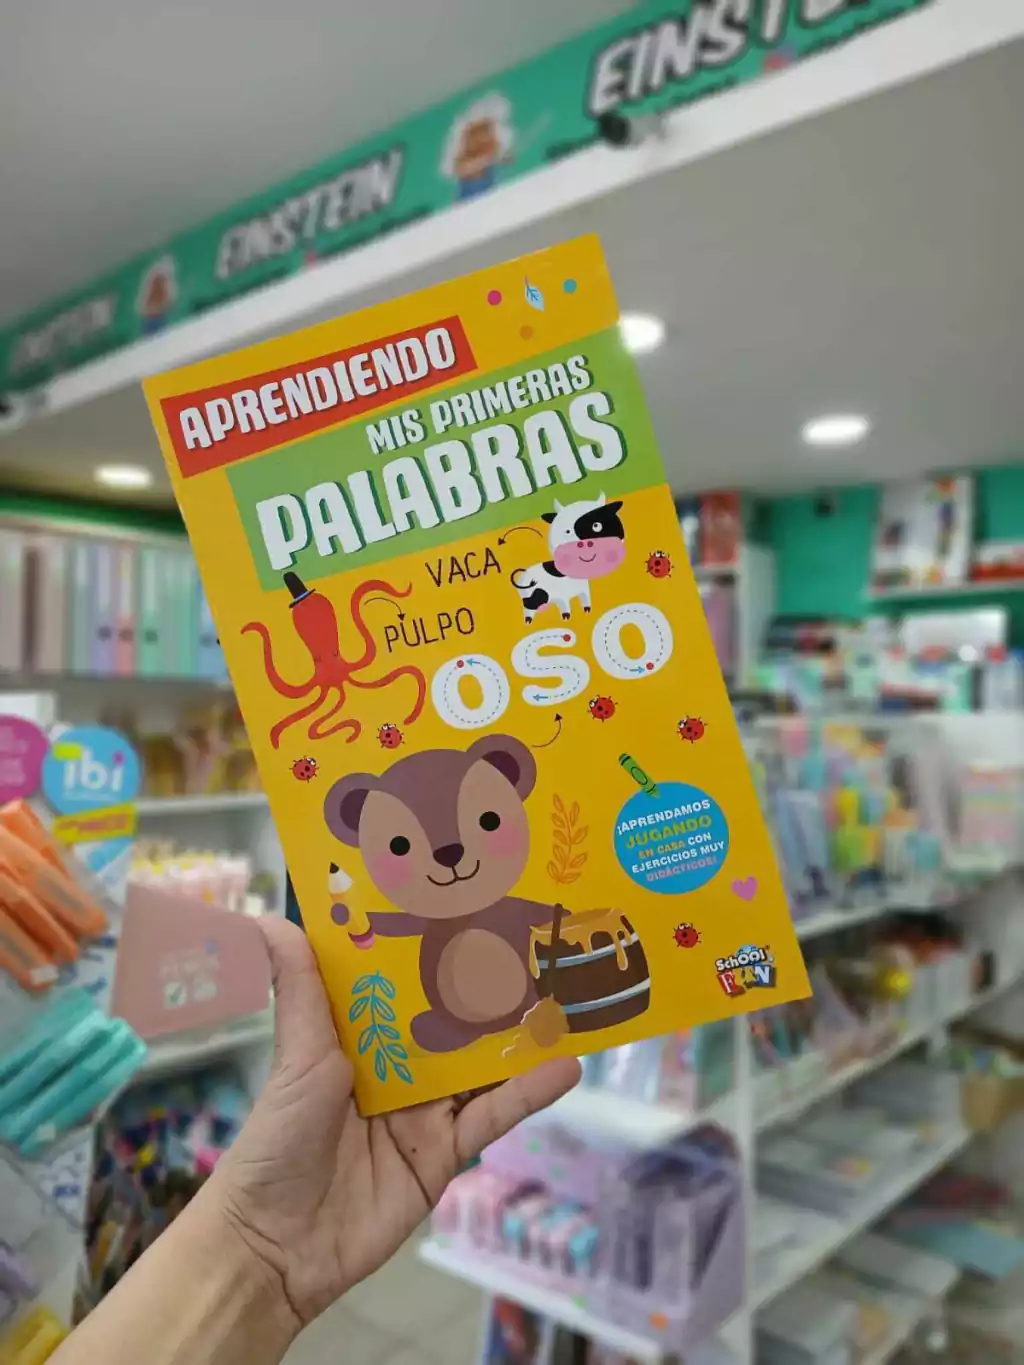 EINSTEIN
EINSTEIN
EINSTEIN
APRENDIENDO
MIS PRIMERAS
PALABRAS
VACA
PULPO
OSO
¡APRENDAMOS
JUGANDO
EN CASA CON
EJERCICIOS MUY
DIDÁCTICOS!
SCHOOL
FUN
ibi